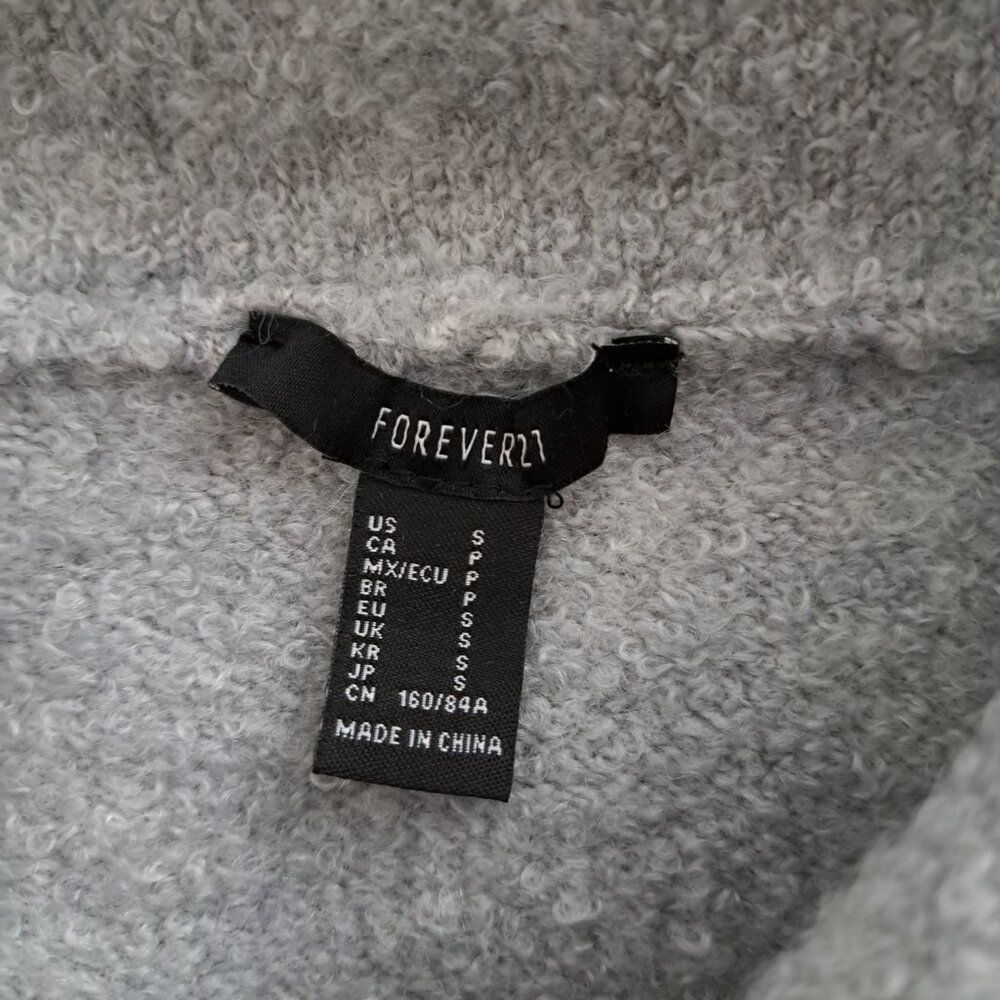 FOREVER21
US S
CA P
MX/ECU P
BR P
EU S
UK S
KR S
JP S
CN 160/84A
MADE IN CHINA